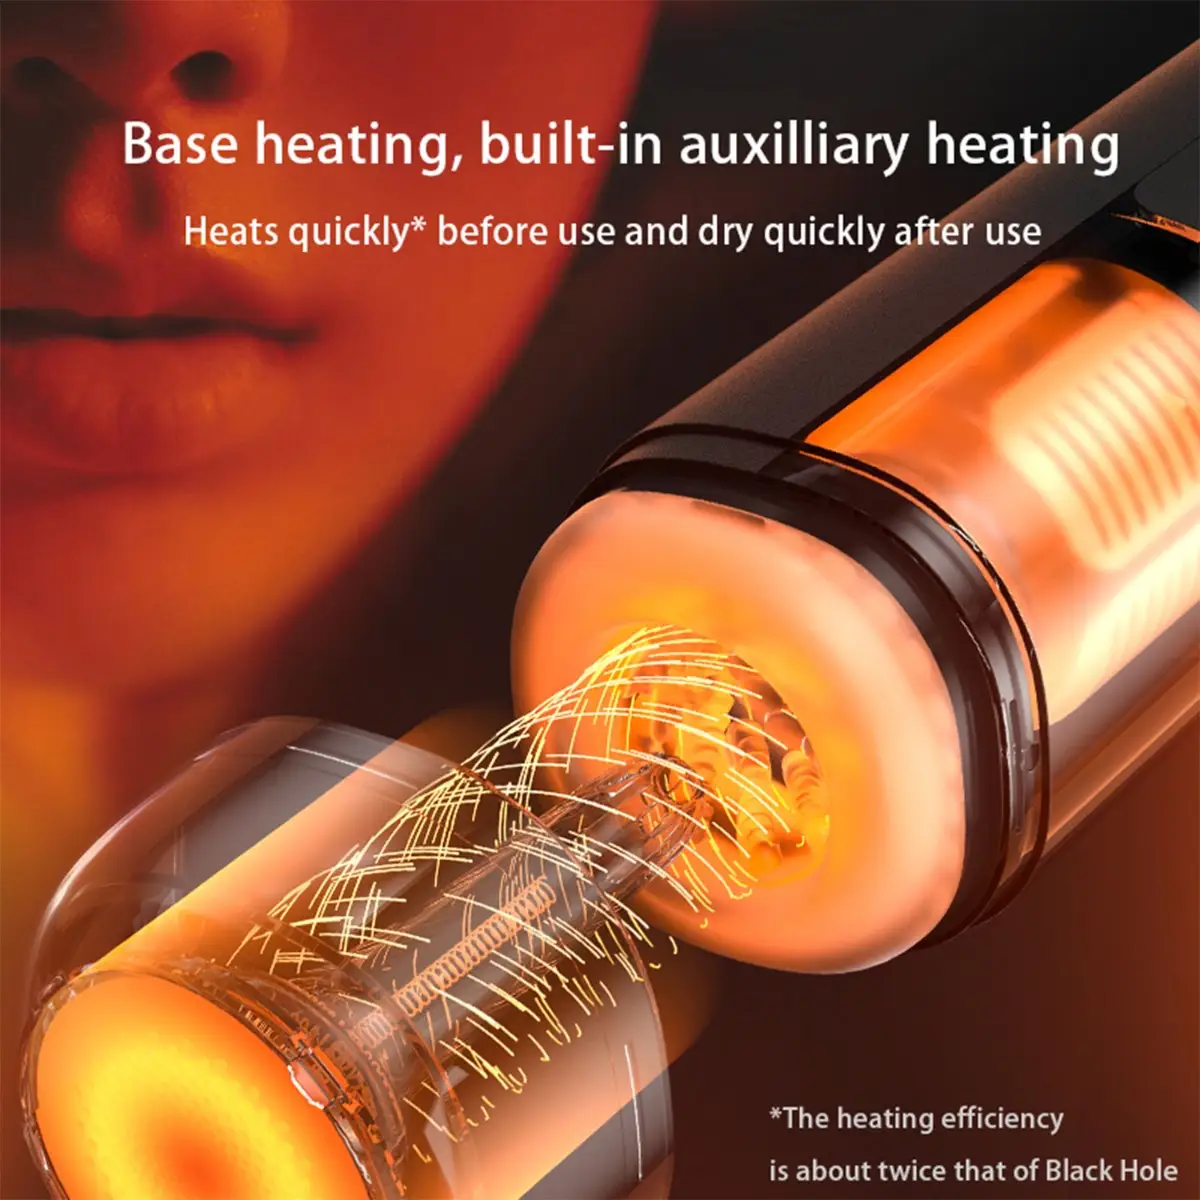 Base heating, built-in auxilliary heating
Heats quickly* before use and dry quickly after use
*The heating efficiency
is about twice that of Black Hole